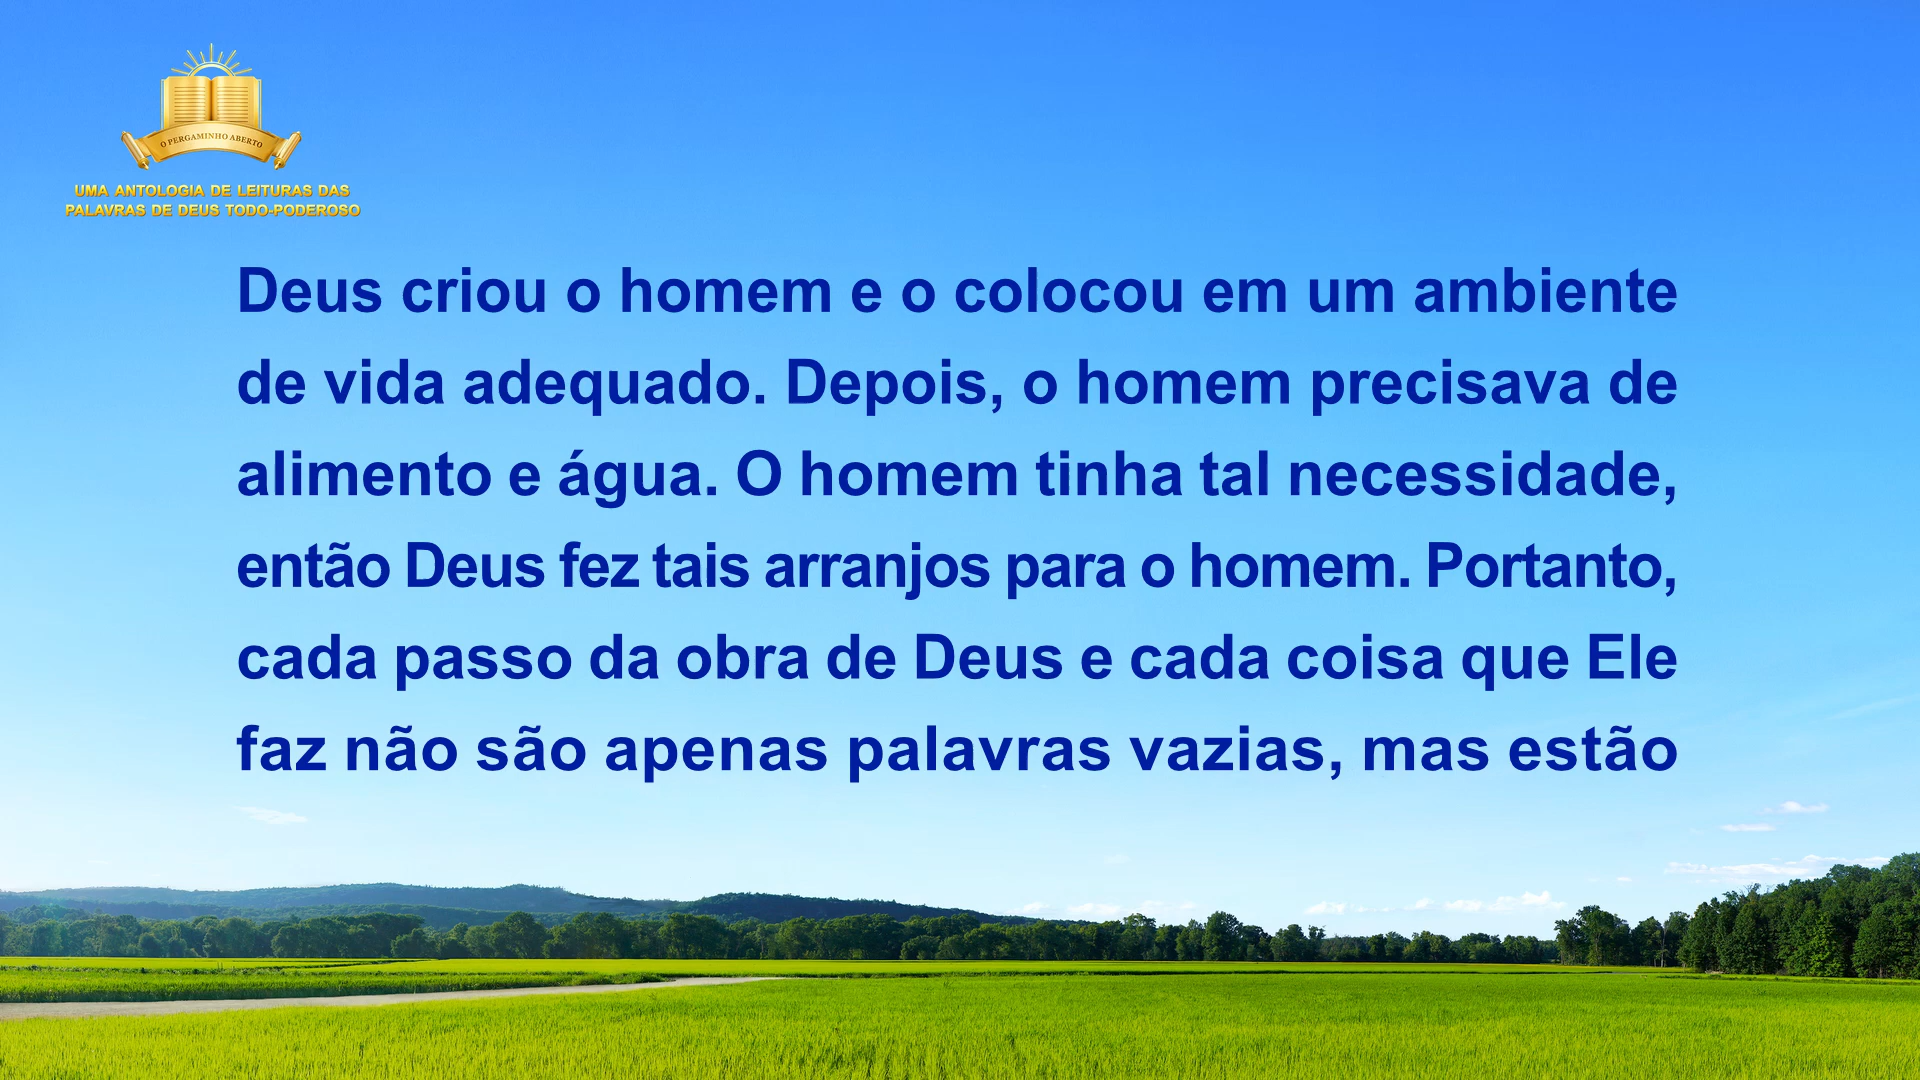 O PERGAMINHO ABERTO
UMA ANTOLOGIA DE LEITURAS DAS
PALAVRAS DE DEUS TODO-PODEROSO
Deus criou o homem e o colocou em um ambiente
de vida adequado. Depois, o homem precisava de
alimento e água. O homem tinha tal necessidade,
então Deus fez tais arranjos para o homem. Portanto,
cada passo da obra de Deus e cada coisa que Ele
faz não são apenas palavras vazias, mas estão